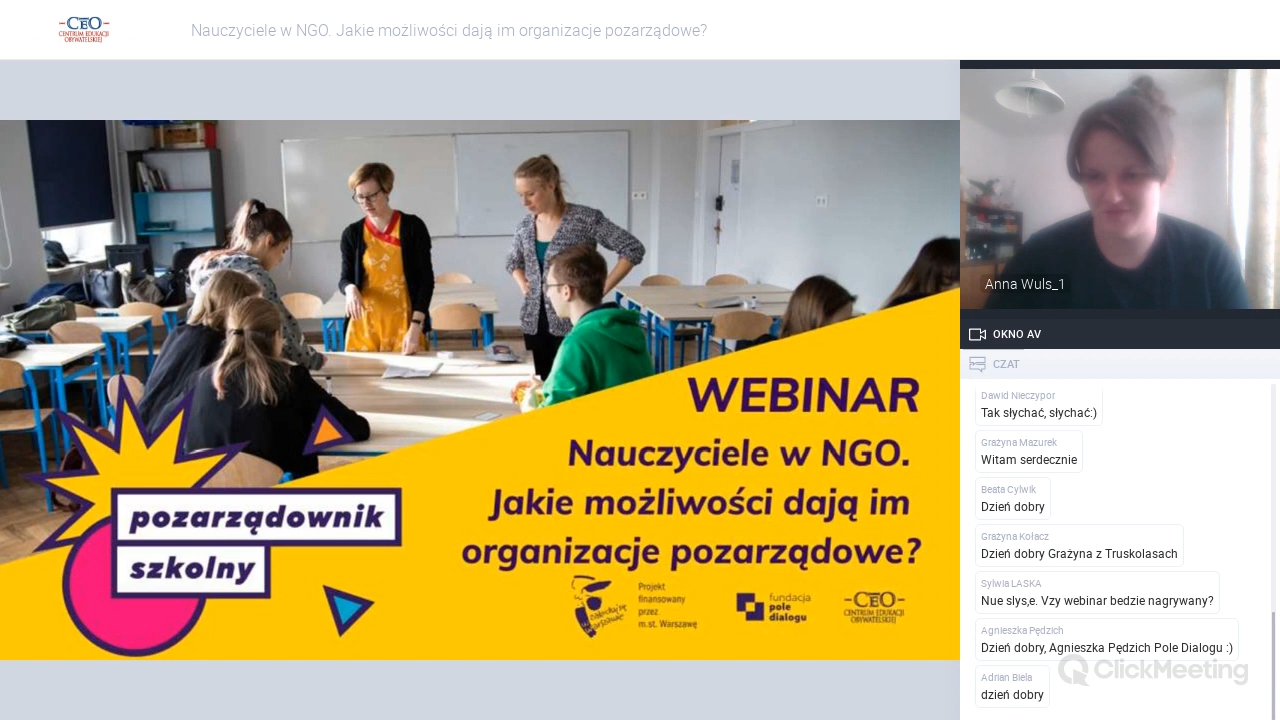 CEO
CENTRUM EDUKACJI
OBYWATELSKIEJ
Nauczyciele w NGO. Jakie możliwości dają im organizacje pozarządowe?
WEBINAR
Nauczyciele w NGO.
Jakie możliwości dają im
organizacje pozarządowe?
pozarządownik
szkolny
Projekt
finansowany
przez
m.st. Warszawę
fundacja
pole
dialogu
CEO
CENTRUM EDUKACJI
OBYWATELSKIEJ
Anna Wuls_1
OKNO AV
CZAT
Dawid Nieczypor
Tak słychać, słychać:)
Grażyna Mazurek
Witam serdecznie
Beata Cylwik
Dzień dobry
Grażyna Kołacz
Dzień dobry Grażyna z Truskolasach
Sylwia LASKA
Nue slysse. Vzy webinar bedzie nagrywany?
Agnieszka Pędzich
Dzień dobry, Agnieszka Pędzich Pole Dialogu :)
Adrian Biela
dzień dobry
ClickMeeting